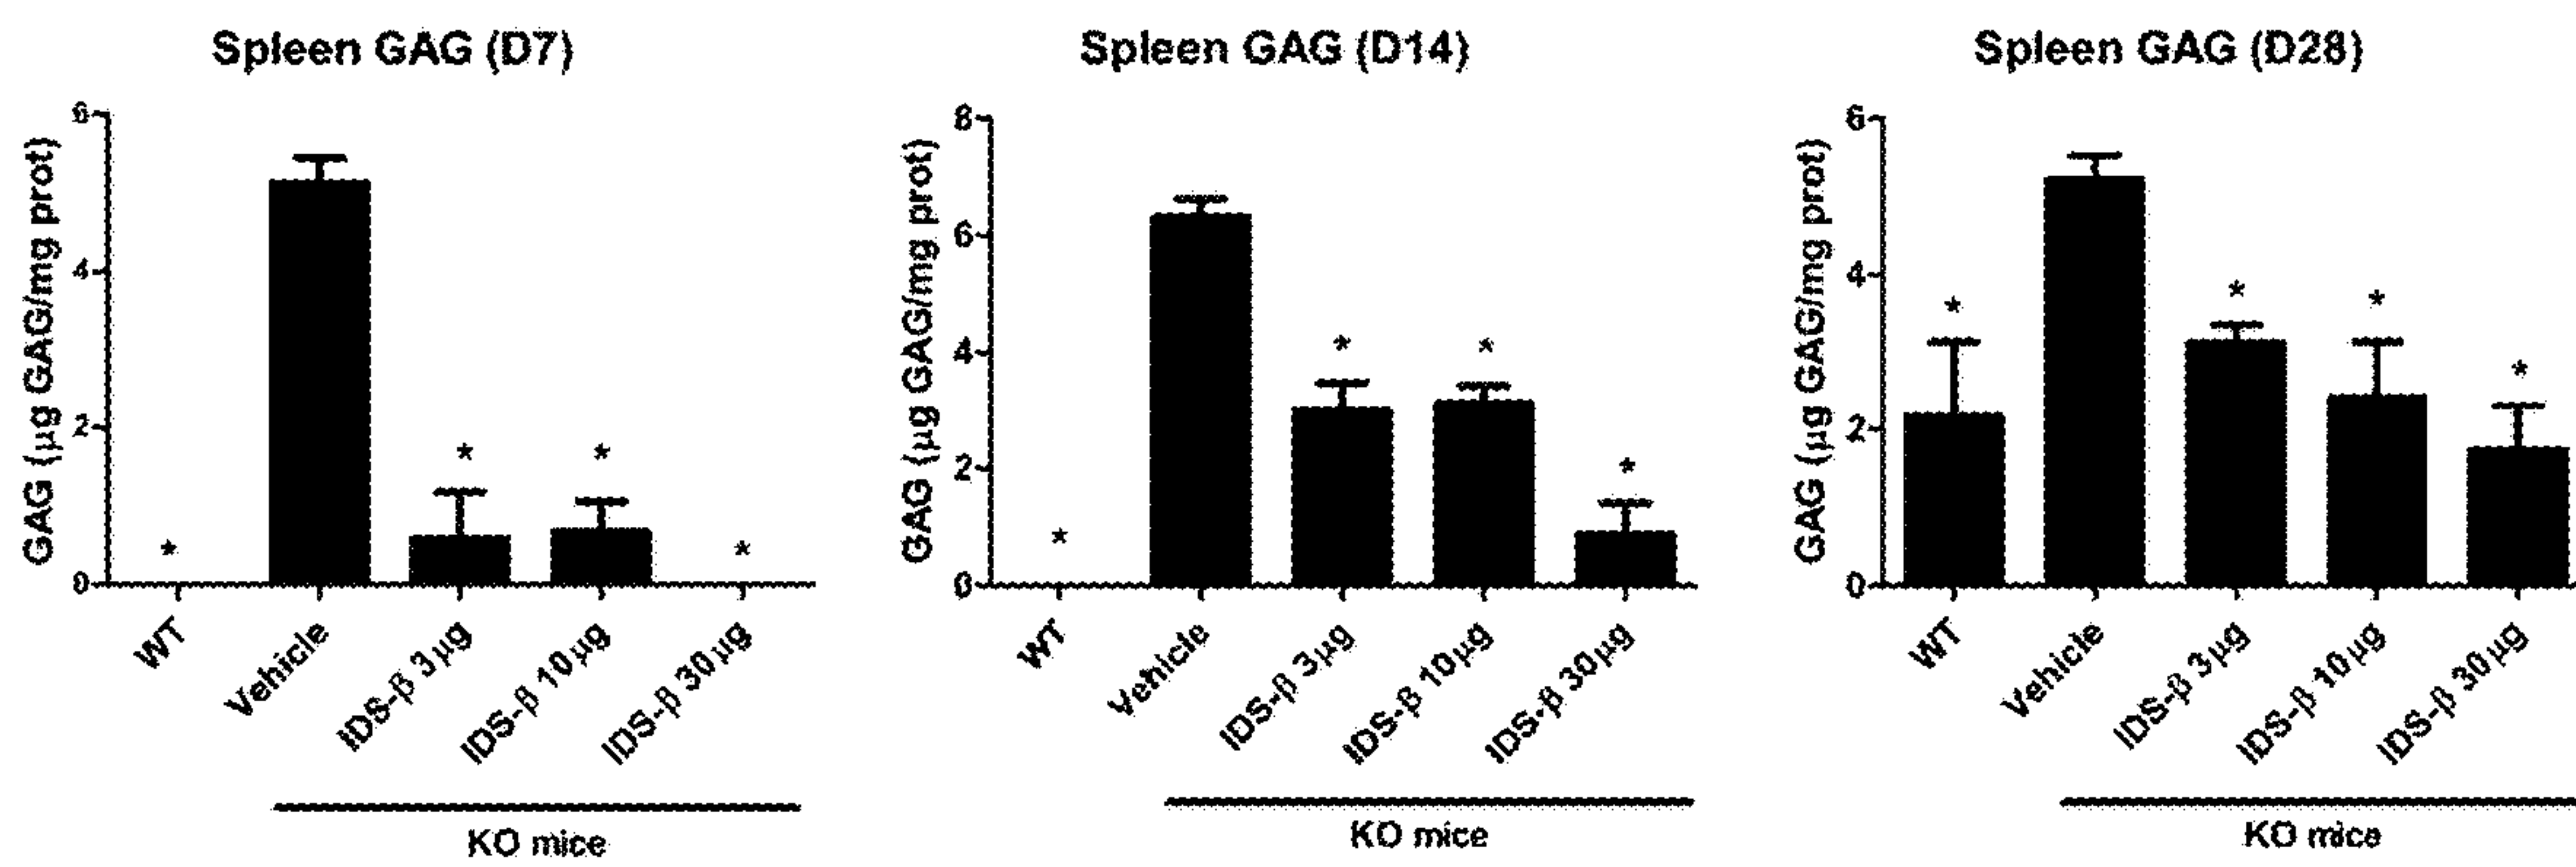 Spleen GAG (D7)
GAG (µg GAG/mg prot)
6
4
2
0
*
*
*
*
WT
Vehicle
IDS-β 3µg
IDS-β 10µg
IDS-β 30µg
KO mice
Spleen GAG (D14)
GAG (µg GAG/mg prot)
8
6
4
2
0
*
*
*
*
WT
Vehicle
IDS-β 3µg
IDS-β 10µg
IDS-β 30µg
KO mice
Spleen GAG (D28)
GAG (µg GAG/mg prot)
6
4
2
0
*
*
*
*
WT
Vehicle
IDS-β 3µg
IDS-β 10µg
IDS-β 30µg
KO mice